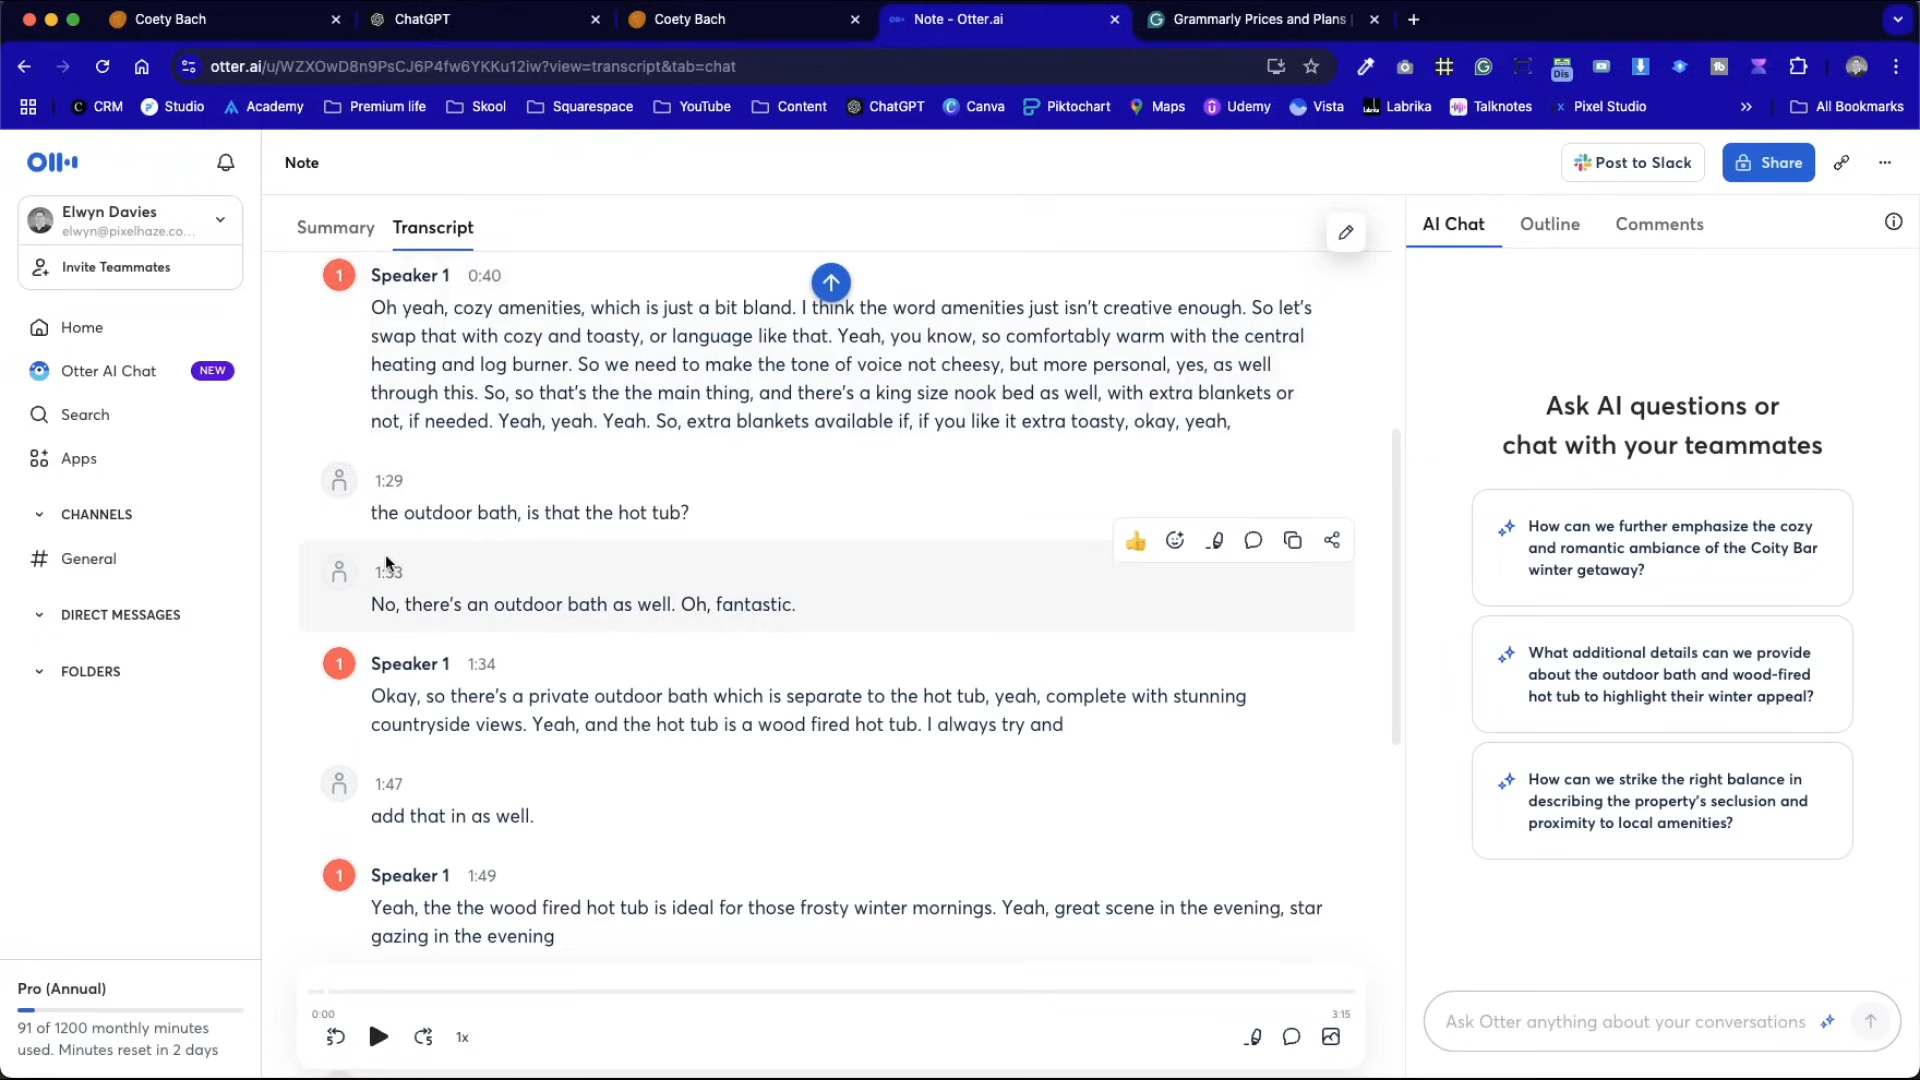 Coety Bach
ChatGPT
Coety Bach
Note - Otter.ai
Grammarly Prices and Plans |
otter.ai/u/WZXOwD8n9PsCJ6P4fw6YKKu12iw?view=transcript&tab=chat
CRM
Studio
Academy
Premium life
Skool
Squarespace
YouTube
Content
ChatGPT
Canva
Piktochart
Maps
Udemy
Vista
Labrika
Talknotes
Pixel Studio
All Bookmarks
Note
Post to Slack
Share
Elwyn Davies
elwyn@pixelhaze.co...
Invite Teammates
Home
Otter AI Chat NEW
Search
Apps
CHANNELS
General
DIRECT MESSAGES
FOLDERS
Pro (Annual)
91 of 1200 monthly minutes
used. Minutes reset in 2 days
Summary Transcript
1 Speaker 1 0:40
Oh yeah, cozy amenities, which is just a bit bland. I think the word amenities just isn't creative enough. So let's
swap that with cozy and toasty, or language like that. Yeah, you know, so comfortably warm with the central
heating and log burner. So we need to make the tone of voice not cheesy, but more personal, yes, as well
through this. So, so that's the the main thing, and there's a king size nook bed as well, with extra blankets or
not, if needed. Yeah, yeah. Yeah. So, extra blankets available if, if you like it extra toasty, okay, yeah,
1:29
the outdoor bath, is that the hot tub?
1:33
No, there's an outdoor bath as well. Oh, fantastic.
1 Speaker 1 1:34
Okay, so there's a private outdoor bath which is separate to the hot tub, yeah, complete with stunning
countryside views. Yeah, and the hot tub is a wood fired hot tub. I always try and
1:47
add that in as well.
1 Speaker 1 1:49
Yeah, the the wood fired hot tub is ideal for those frosty winter mornings. Yeah, great scene in the evening, star
gazing in the evening
0:00
3:15
1x
AI Chat Outline Comments
Ask AI questions or
chat with your teammates
How can we further emphasize the cozy
and romantic ambiance of the Coity Bar
winter getaway?
What additional details can we provide
about the outdoor bath and wood-fired
hot tub to highlight their winter appeal?
How can we strike the right balance in
describing the property's seclusion and
proximity to local amenities?
Ask Otter anything about your conversations